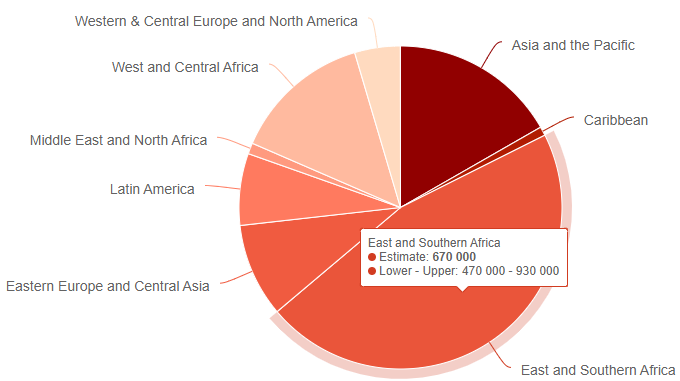 Western & Central Europe and North America
Asia and the Pacific
West and Central Africa
Caribbean
Middle East and North Africa
Latin America
East and Southern Africa
Estimate: 670 000
Lower - Upper: 470 000 - 930 000
Eastern Europe and Central Asia
East and Southern Africa